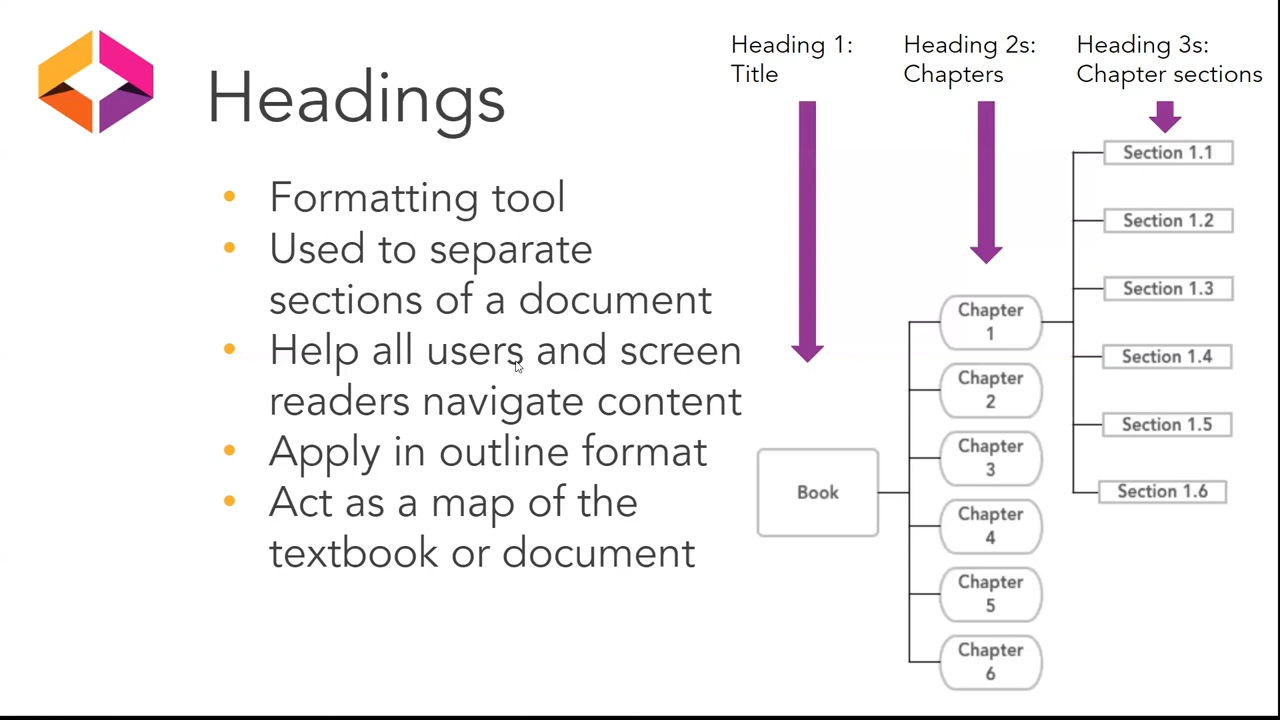 Headings
Formatting tool
Used to separate
sections of a document
Help all users and screen
readers navigate content
Apply in outline format
Act as a map of the
textbook or document
Heading 1:
Title
Heading 2s:
Chapters
Heading 3s:
Chapter sections
Book
Chapter
1
Chapter
2
Chapter
3
Chapter
4
Chapter
5
Chapter
6
Section 1.1
Section 1.2
Section 1.3
Section 1.4
Section 1.5
Section 1.6